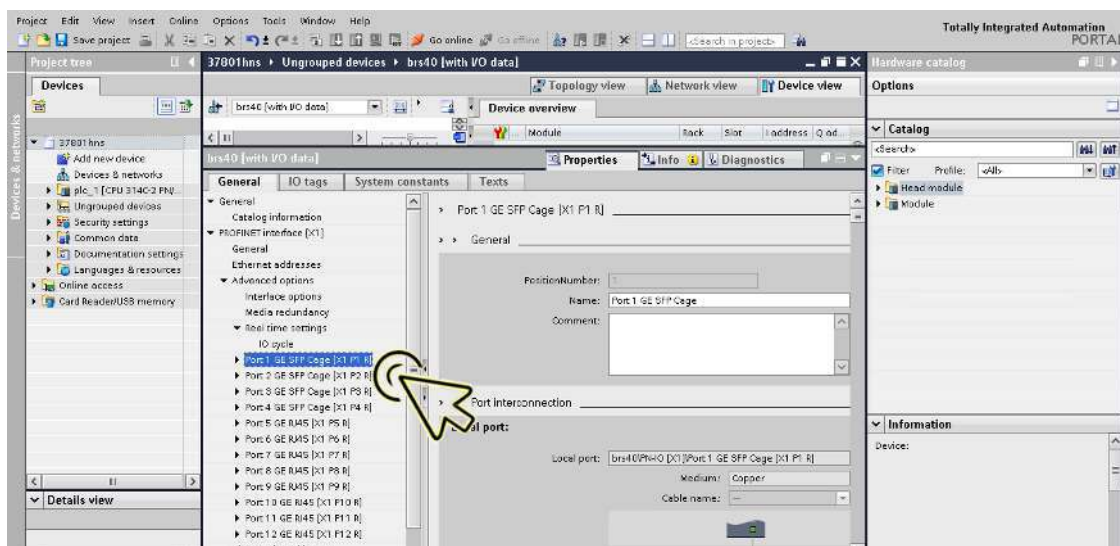 Project Edit View Insert Online Options Tools Window Help
Totally Integrated Automation
PORTAL
Save project Go online Go offline <Search in project>
Project tree
Devices
Devices & networks
37801hns
Add new device
Devices & networks
plc_1 [CPU 314C-2 PN/...
Ungrouped devices
Security settings
Common data
Documentation settings
Languages & resources
Online access
Card Reader/USB memory
Details view
37801hns Ungrouped devices brs40 [with I/O data]
Topology view Network view Device view
brs40 [with I/O data]
Device overview
Module Rack Slot I address Q ad...
brs40 [with I/O data]
Properties Info Diagnostics
General IO tags System constants Texts
General
Catalog information
PROFINET interface [X1]
General
Ethernet addresses
Advanced options
Interface options
Media redundancy
Real time settings
IO cycle
Port 1 GE SFP Cage [X1 P1 R]
Port 2 GE SFP Cage [X1 P2 R]
Port 3 GE SFP Cage [X1 P3 R]
Port 4 GE SFP Cage [X1 P4 R]
Port 5 GE RJ45 [X1 P5 R]
Port 6 GE RJ45 [X1 P6 R]
Port 7 GE RJ45 [X1 P7 R]
Port 8 GE RJ45 [X1 P8 R]
Port 9 GE RJ45 [X1 P9 R]
Port 10 GE RJ45 [X1 P10 R]
Port 11 GE RJ45 [X1 P11 R]
Port 12 GE RJ45 [X1 P12 R]
Port 1 GE SFP Cage [X1 P1 R]
General
PositionNumber: 1
Name: Port 1 GE SFP Cage
Comment:
Port interconnection
port:
Local port: brs40\PN-IO [X1]\Port 1 GE SFP Cage [X1 P1 R]
Medium: Copper
Cable name: ---
Hardware catalog
Options
Catalog
<Search>
Filter Profile: <All>
Head module
Module
Information
Device: